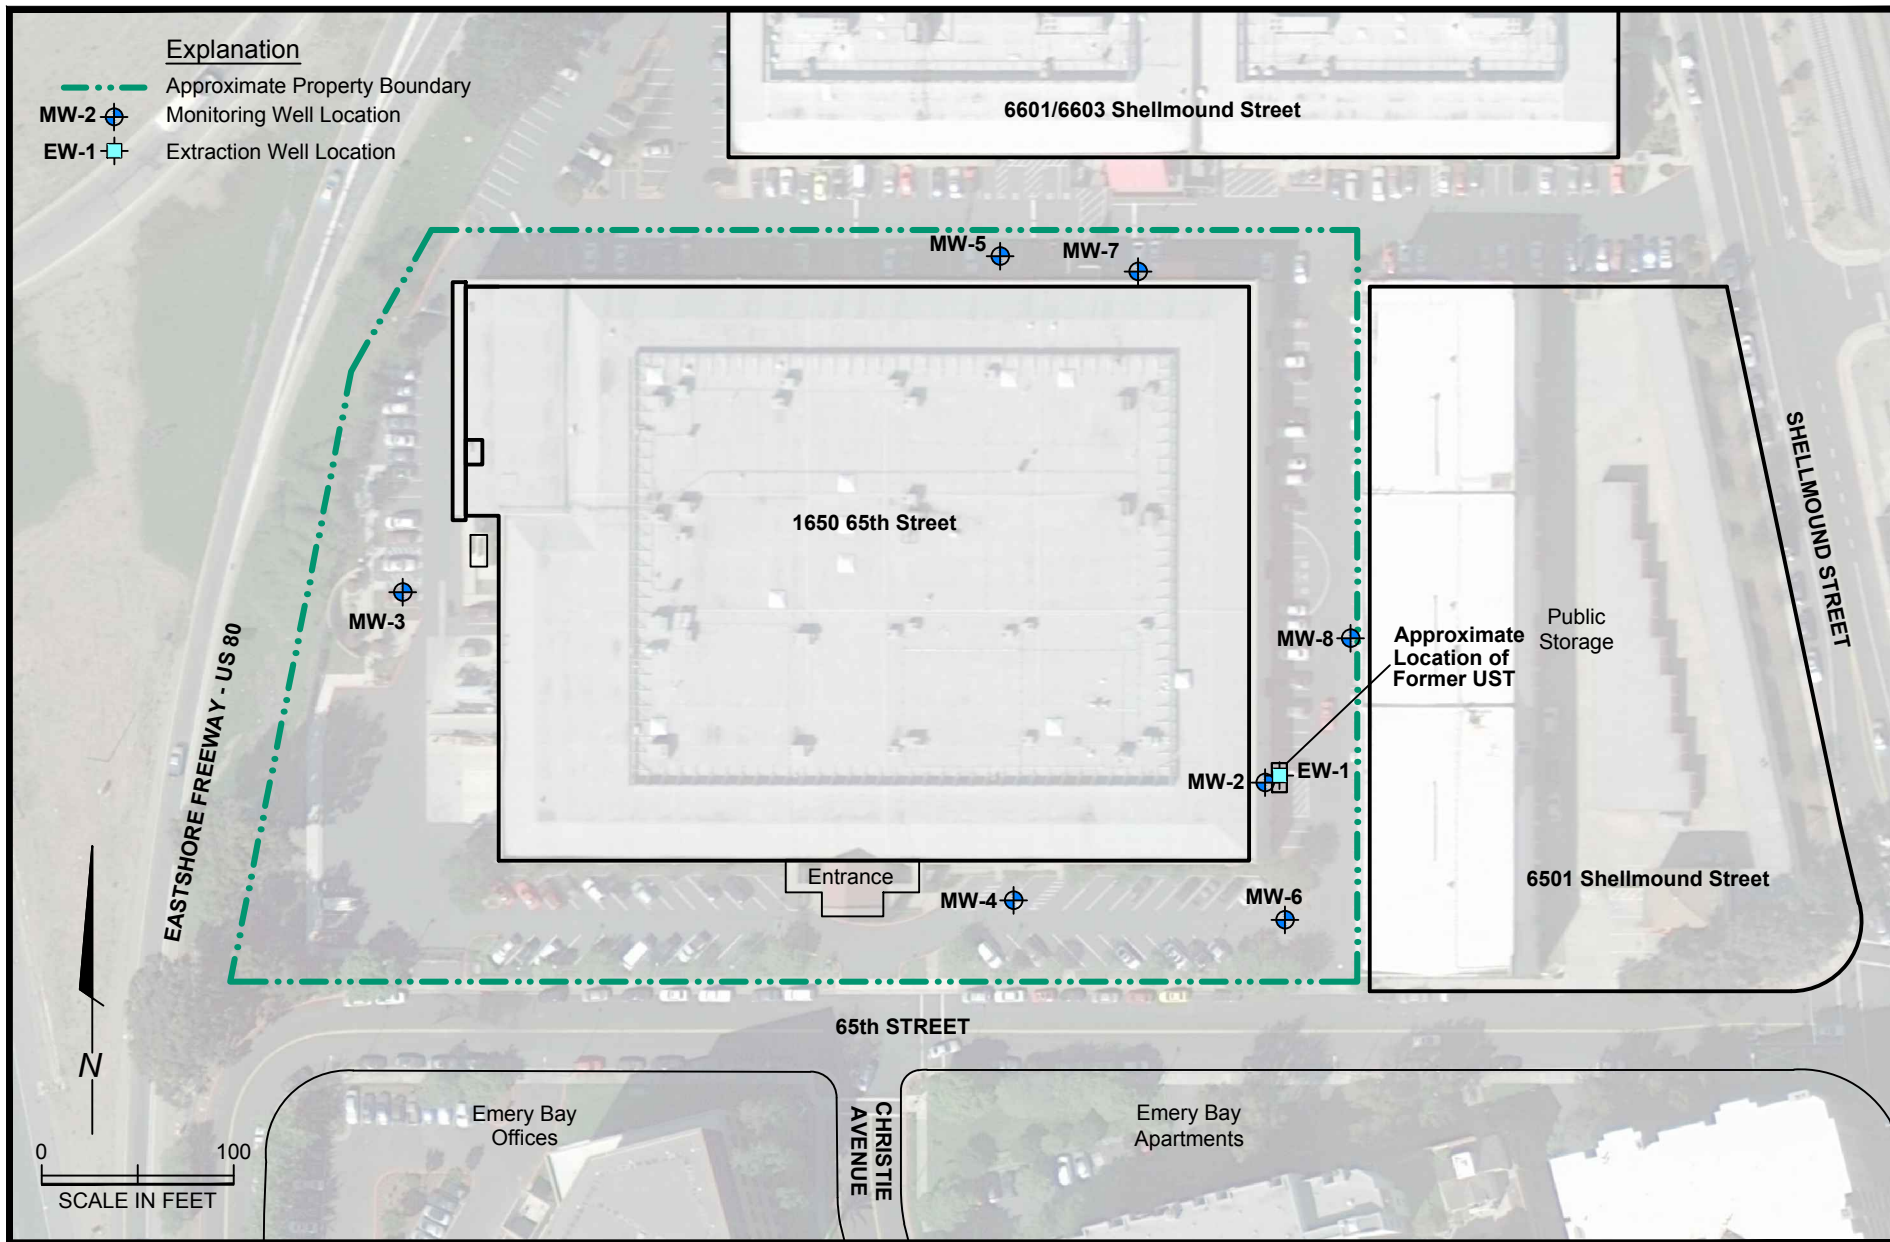 Explanation
Approximate Property Boundary
MW-2
Monitoring Well Location
EW-1
Extraction Well Location
6601/6603 Shellmound Street
MW-5
MW-7
1650 65th Street
SHELLMOUND STREET
MW-3
EASTSHORE FREEWAY - US 80
MW-8
Approximate
Location of
Former UST
Public
Storage
MW-2
EW-1
Entrance
MW-4
MW-6
6501 Shellmound Street
65th STREET
N
Emery Bay
Offices
CHRISTIE
AVENUE
Emery Bay
Apartments
0 100
SCALE IN FEET